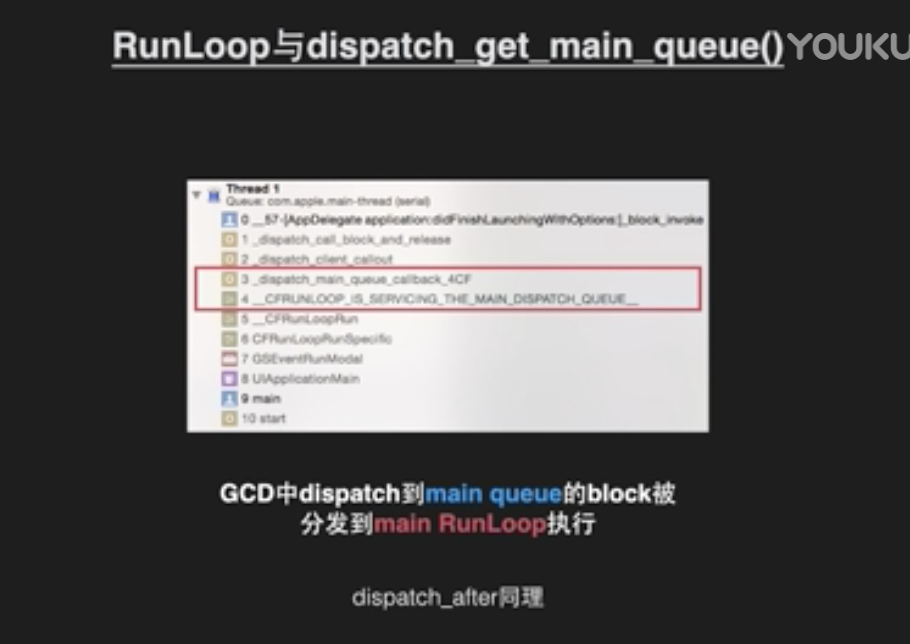 RunLoop与dispatch_get_main_queue()
YOUKU
Thread 1
Queue: com.apple.main-thread (serial)
0 __57-[AppDelegate application:didFinishLaunchingWithOptions:]_block_invoke
1 _dispatch_call_block_and_release
2 _dispatch_client_callout
3 _dispatch_main_queue_callback_4CF
4 __CFRUNLOOP_IS_SERVICING_THE_MAIN_DISPATCH_QUEUE__
5 __CFRunLoopRun
6 CFRunLoopRunSpecific
7 GSEventRunModal
8 UIApplicationMain
9 main
10 start
GCD中dispatch到main queue的block被
分发到main RunLoop执行
dispatch_after同理